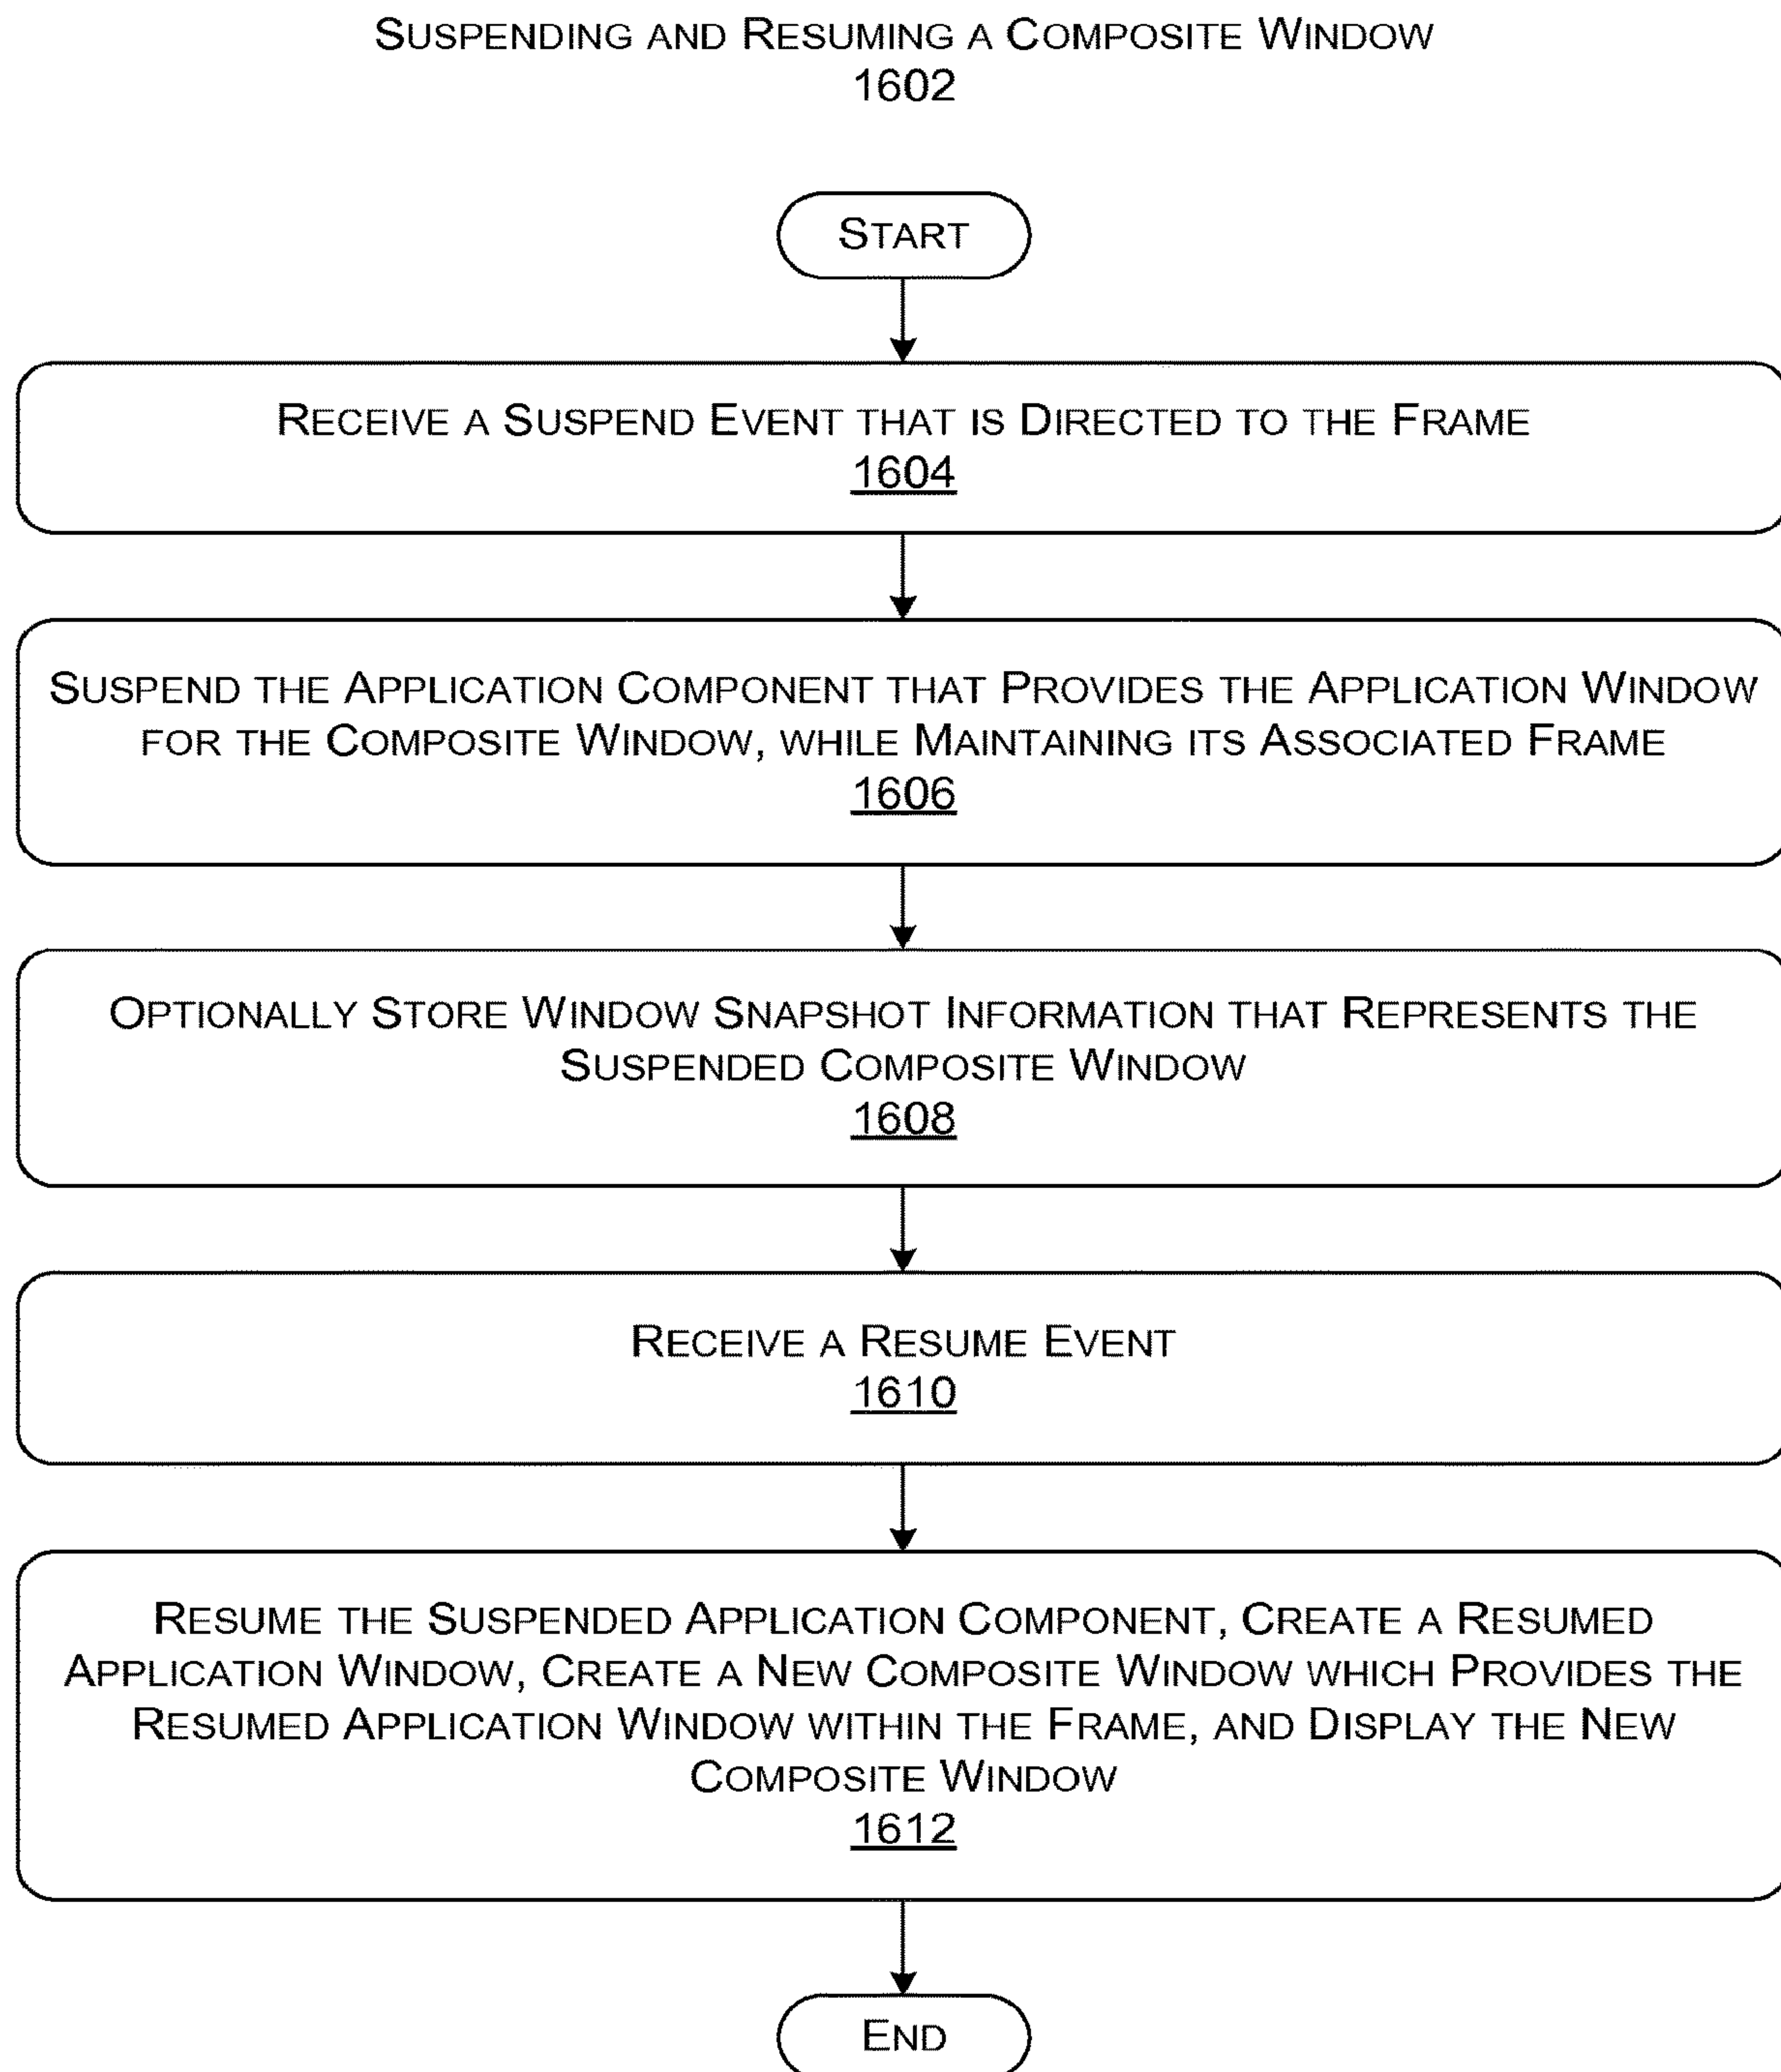 SUSPENDING AND RESUMING A COMPOSITE WINDOW
1602
START
RECEIVE A SUSPEND EVENT THAT IS DIRECTED TO THE FRAME
1604
SUSPEND THE APPLICATION COMPONENT THAT PROVIDES THE APPLICATION WINDOW
FOR THE COMPOSITE WINDOW, WHILE MAINTAINING ITS ASSOCIATED FRAME
1606
OPTIONALLY STORE WINDOW SNAPSHOT INFORMATION THAT REPRESENTS THE
SUSPENDED COMPOSITE WINDOW
1608
RECEIVE A RESUME EVENT
1610
RESUME THE SUSPENDED APPLICATION COMPONENT, CREATE A RESUMED
APPLICATION WINDOW, CREATE A NEW COMPOSITE WINDOW WHICH PROVIDES THE
RESUMED APPLICATION WINDOW WITHIN THE FRAME, AND DISPLAY THE NEW
COMPOSITE WINDOW
1612
END